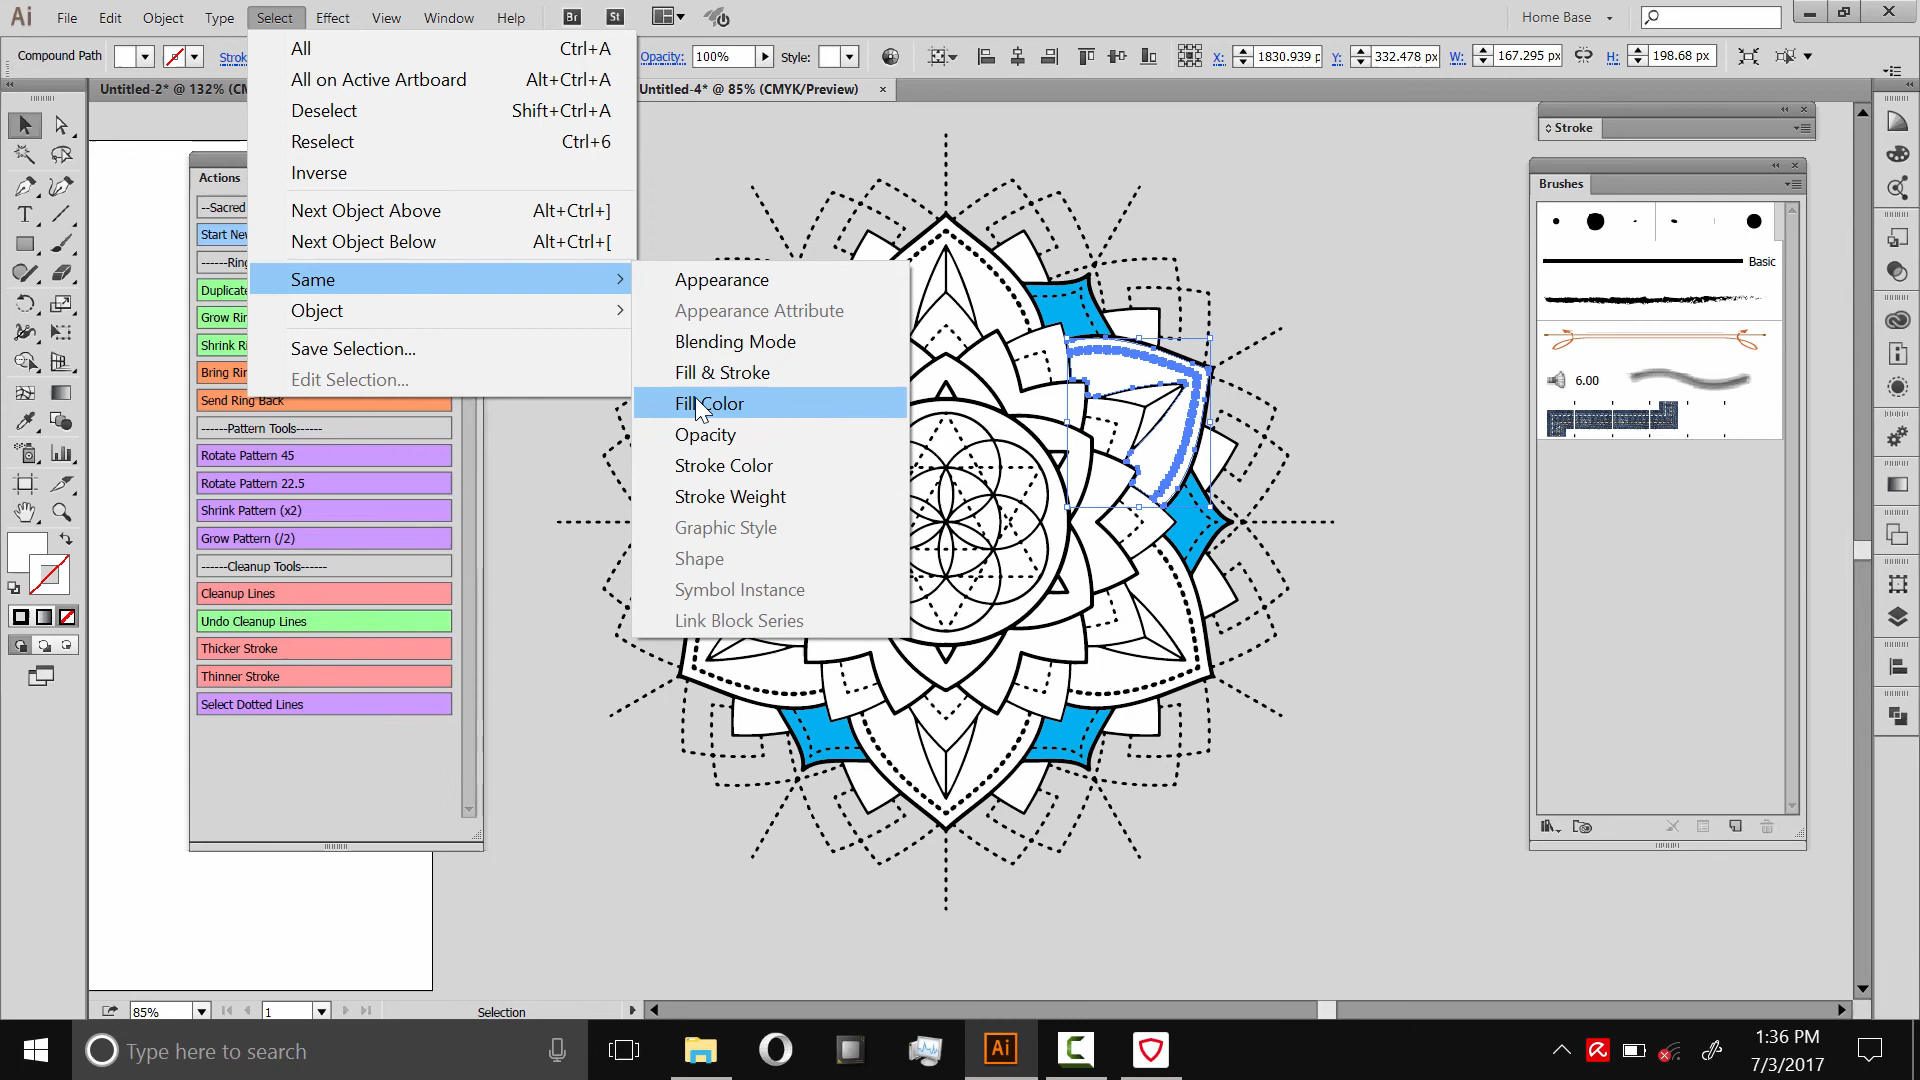 Ai File Edit Object Type Select Effect View Window Help Br St Home Base
Compound Path Strok Opacity: 100% Style: X: 1830.939 p Y: 332.478 px W: 167.295 px H: 198.68 px
Untitled-2* @ 132% (CM Untitled-4* @ 85% (CMYK/Preview) ×
All Ctrl+A
All on Active Artboard Alt+Ctrl+A
Deselect Shift+Ctrl+A
Reselect Ctrl+6
Inverse
Next Object Above Alt+Ctrl+]
Next Object Below Alt+Ctrl+[
Same
Object
Save Selection...
Edit Selection...
Appearance
Appearance Attribute
Blending Mode
Fill & Stroke
Fill Color
Opacity
Stroke Color
Stroke Weight
Graphic Style
Shape
Symbol Instance
Link Block Series
Actions
--Sacred
Start Nev
------Ring
Duplicate
Grow Rin
Shrink Ri
Bring Rin
Send Ring Back
------Pattern Tools------
Rotate Pattern 45
Rotate Pattern 22.5
Shrink Pattern (x2)
Grow Pattern (/2)
------Cleanup Tools------
Cleanup Lines
Undo Cleanup Lines
Thicker Stroke
Thinner Stroke
Select Dotted Lines
Stroke
Brushes
Basic
6.00
85% 1 Selection
Type here to search
Ai
1:36 PM
7/3/2017